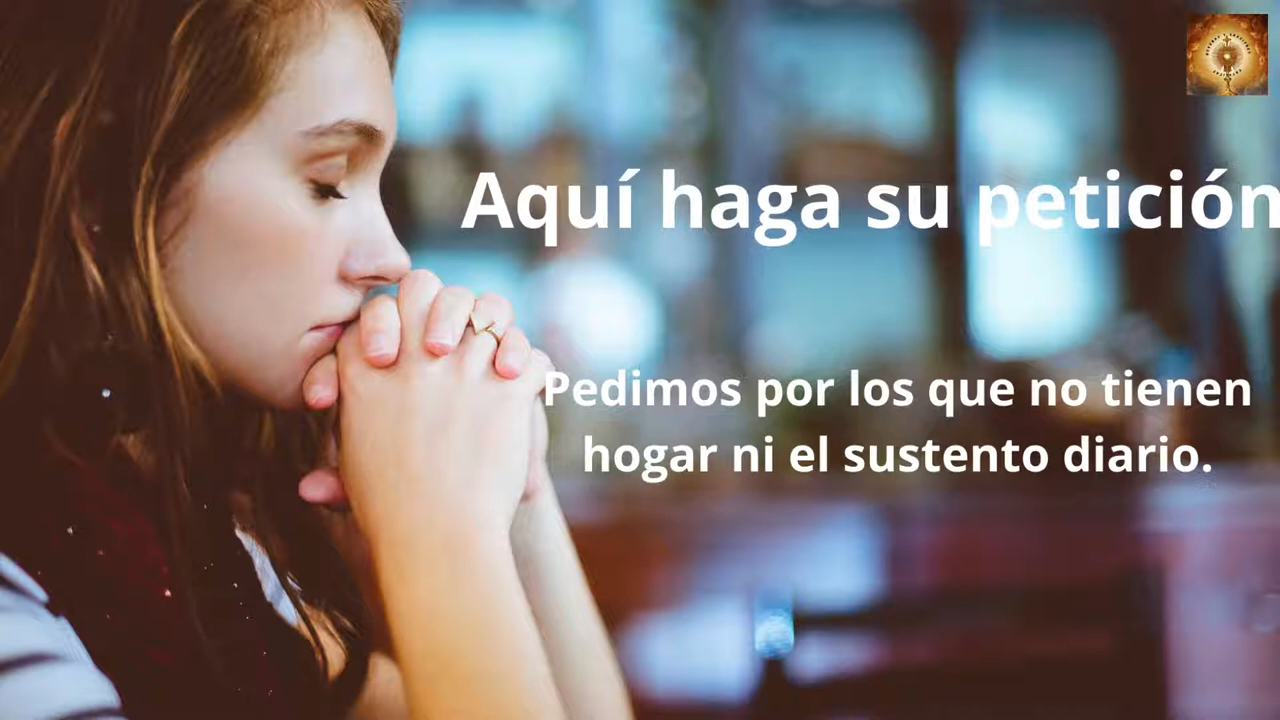 Aquí haga su petición
Pedimos por los que no tienen
hogar ni el sustento diario.